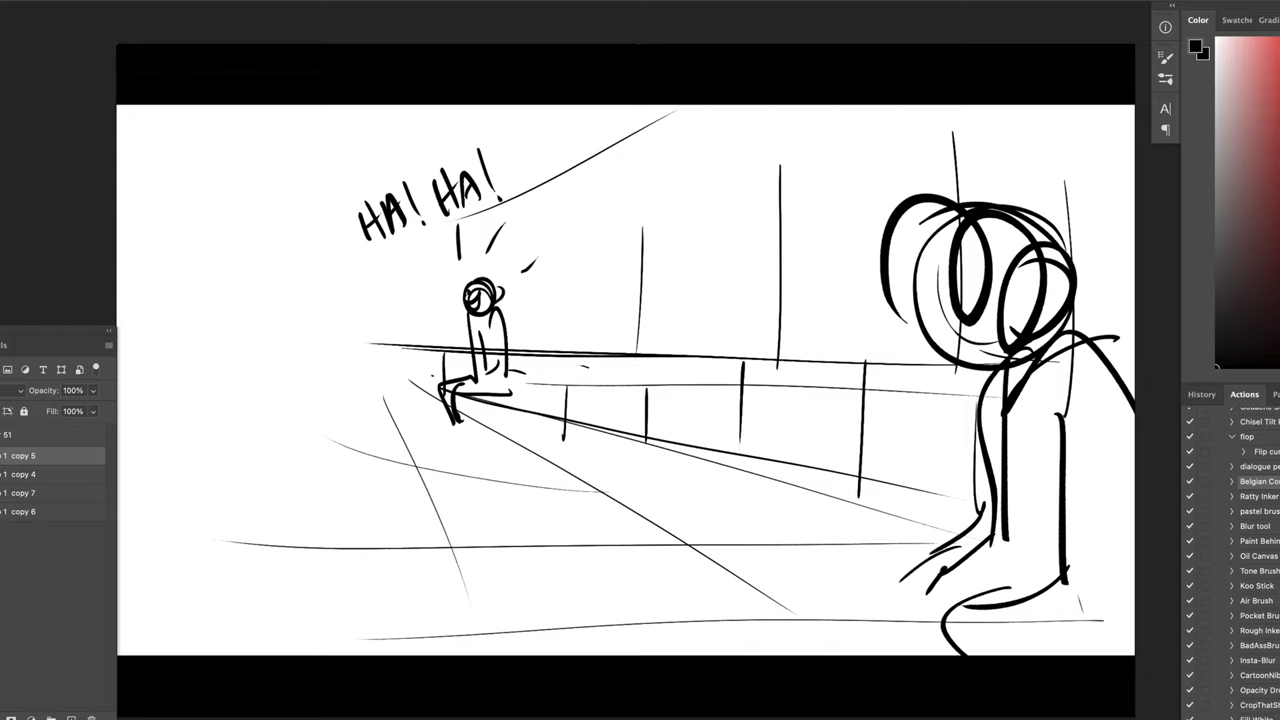 HA! HA!
Color
Swatche
Gradi
ls
Opacity: 100%
Fill: 100%
51
1 copy 5
1 copy 4
1 copy 7
1 copy 6
History
Actions
Pa
Chisel Tilt I
flop
Flip cur
dialogue pe
Belgian Co
Ratty Inker
pastel brus
Blur tool
Paint Behin
Oil Canvas
Tone Brush
Koo Stick
Air Brush
Pocket Bru
Rough Inke
BadAssBru
Insta-Blur
CartoonNib
Opacity Dr
CropThatS